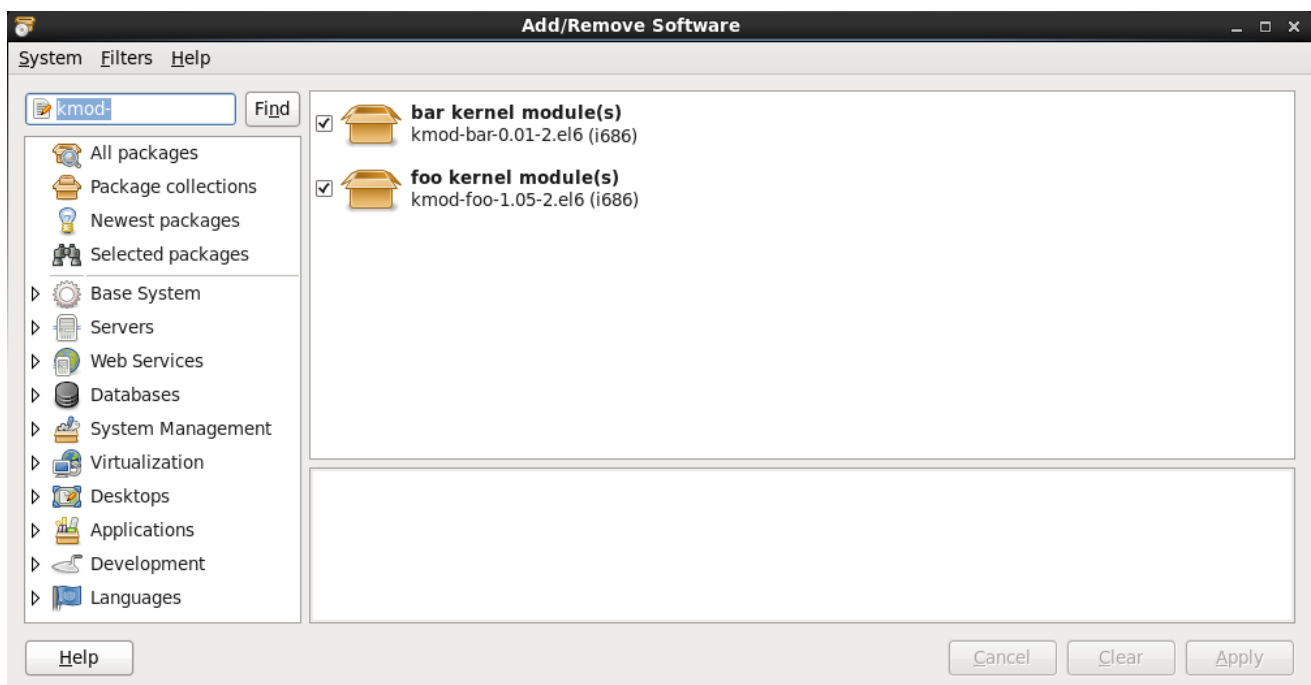 Add/Remove Software
System Filters Help
kmod-
Find
All packages
Package collections
Newest packages
Selected packages
Base System
Servers
Web Services
Databases
System Management
Virtualization
Desktops
Applications
Development
Languages
bar kernel module(s)
kmod-bar-0.01-2.el6 (i686)
foo kernel module(s)
kmod-foo-1.05-2.el6 (i686)
Help
Cancel Clear Apply